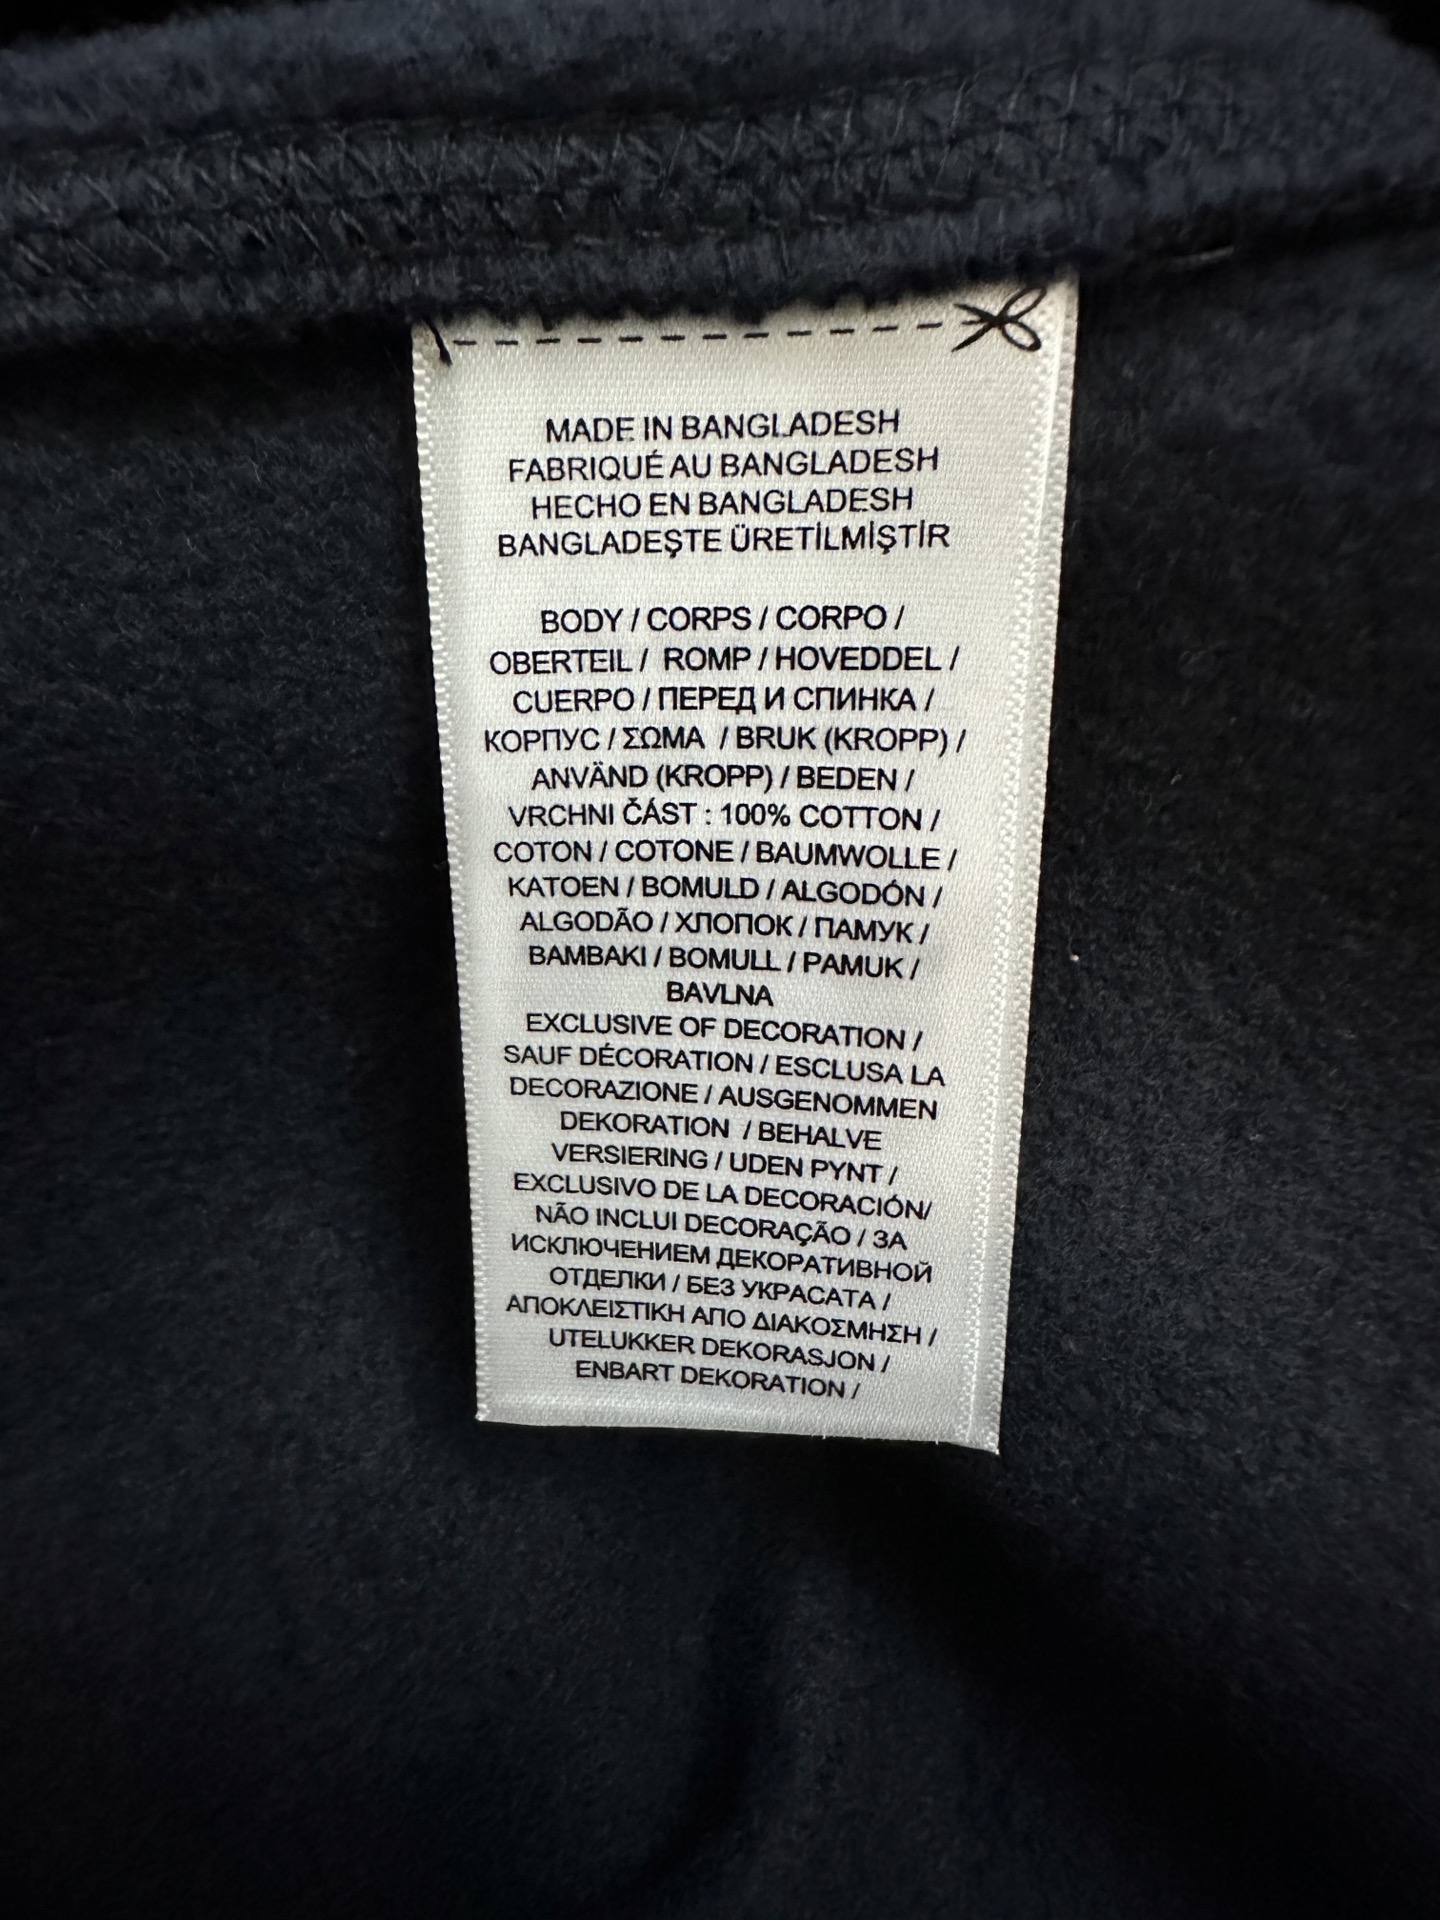 MADE IN BANGLADESH
FABRIQUÉ AU BANGLADESH
HECHO EN BANGLADESH
BANGLADEŞTE ÜRETİLMİŞTİR
BODY / CORPS / CORPO /
OBERTEIL / ROMP / HOVEDDEL /
CUERPO / ПЕРЕД И СПИНКА /
КОРПУС / ΣΩΜΑ / BRUK (KROPP) /
ANVÄND (KROPP) / BEDEN /
VRCHNI ČÁST : 100% COTTON /
COTON / COTONE / BAUMWOLLE /
KATOEN / BOMULD / ALGODÓN /
ALGODÃO / ХЛОПОК / ПАМУК /
BAMBAKI / BOMULL / PAMUK /
BAVLNA
EXCLUSIVE OF DECORATION /
SAUF DÉCORATION / ESCLUSA LA
DECORAZIONE / AUSGENOMMEN
DEKORATION / BEHALVE
VERSIERING / UDEN PYNT /
EXCLUSIVO DE LA DECORACIÓN/
NÃO INCLUI DECORAÇÃO / ЗА
ИСКЛЮЧЕНИЕМ ДЕКОРАТИВНОЙ
ОТДЕЛКИ / БЕЗ УКРАСАТА /
ΑΠΟΚΛΕΙΣΤΙΚΗ ΑΠΟ ΔΙΑΚΟΣΜΗΣΗ /
UTELUKKER DEKORASJON /
ENBART DEKORATION /